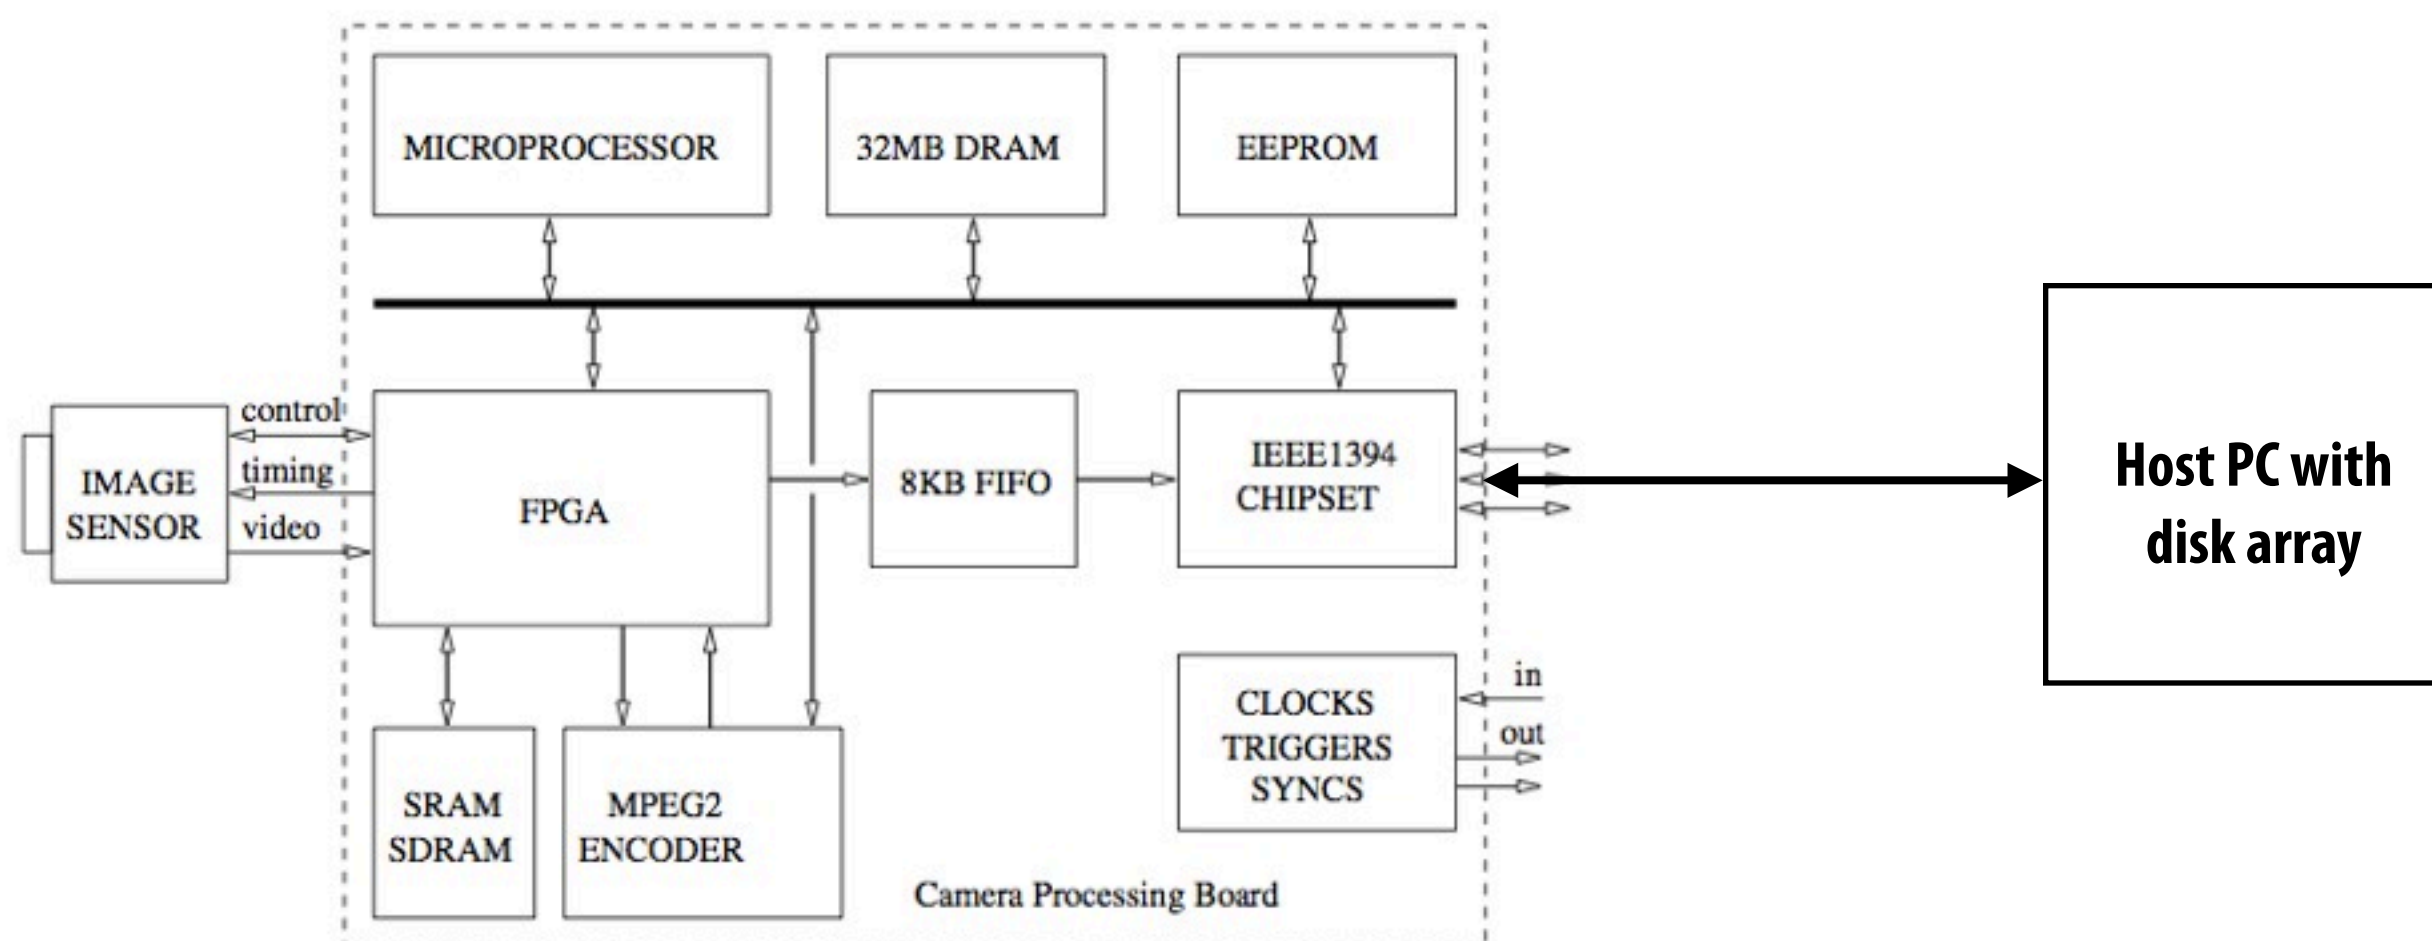 MICROPROCESSOR
32MB DRAM
EEPROM
control
timing
video
IMAGE
SENSOR
FPGA
8KB FIFO
IEEE1394
CHIPSET
Host PC with
disk array
in
out
CLOCKS
TRIGGERS
SYNCS
SRAM
SDRAM
MPEG2
ENCODER
Camera Processing Board